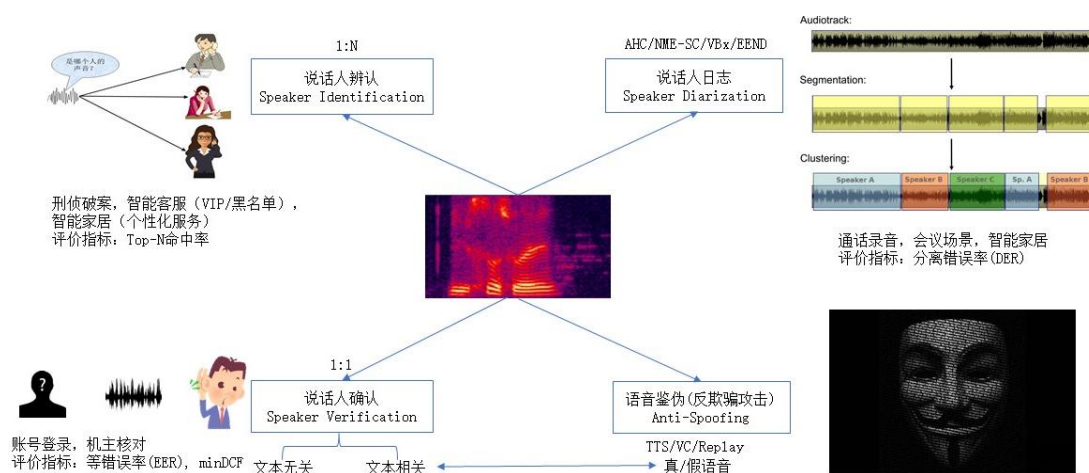 是哪个人的
声音?
1:N
说话人辨认
Speaker Identification
刑侦破案, 智能客服 (VIP/黑名单),
智能家居 (个性化服务)
评价指标: Top-N命中率
AHC/NME-SC/VBx/EEND
说话人日志
Speaker Diarization
Audiotrack:
Segmentation:
Clustering:
Speaker A
Speaker B
Speaker C
Sp. A
Speaker B
通话录音, 会议场景, 智能家居
评价指标: 分离错误率(DER)
?
账号登录, 机主核对
评价指标: 等错误率(EER), minDCF
1:1
说话人确认
Speaker Verification
文本无关
文本相关
语音鉴伪(反欺骗攻击)
Anti-Spoofing
TTS/VC/Replay
真/假语音